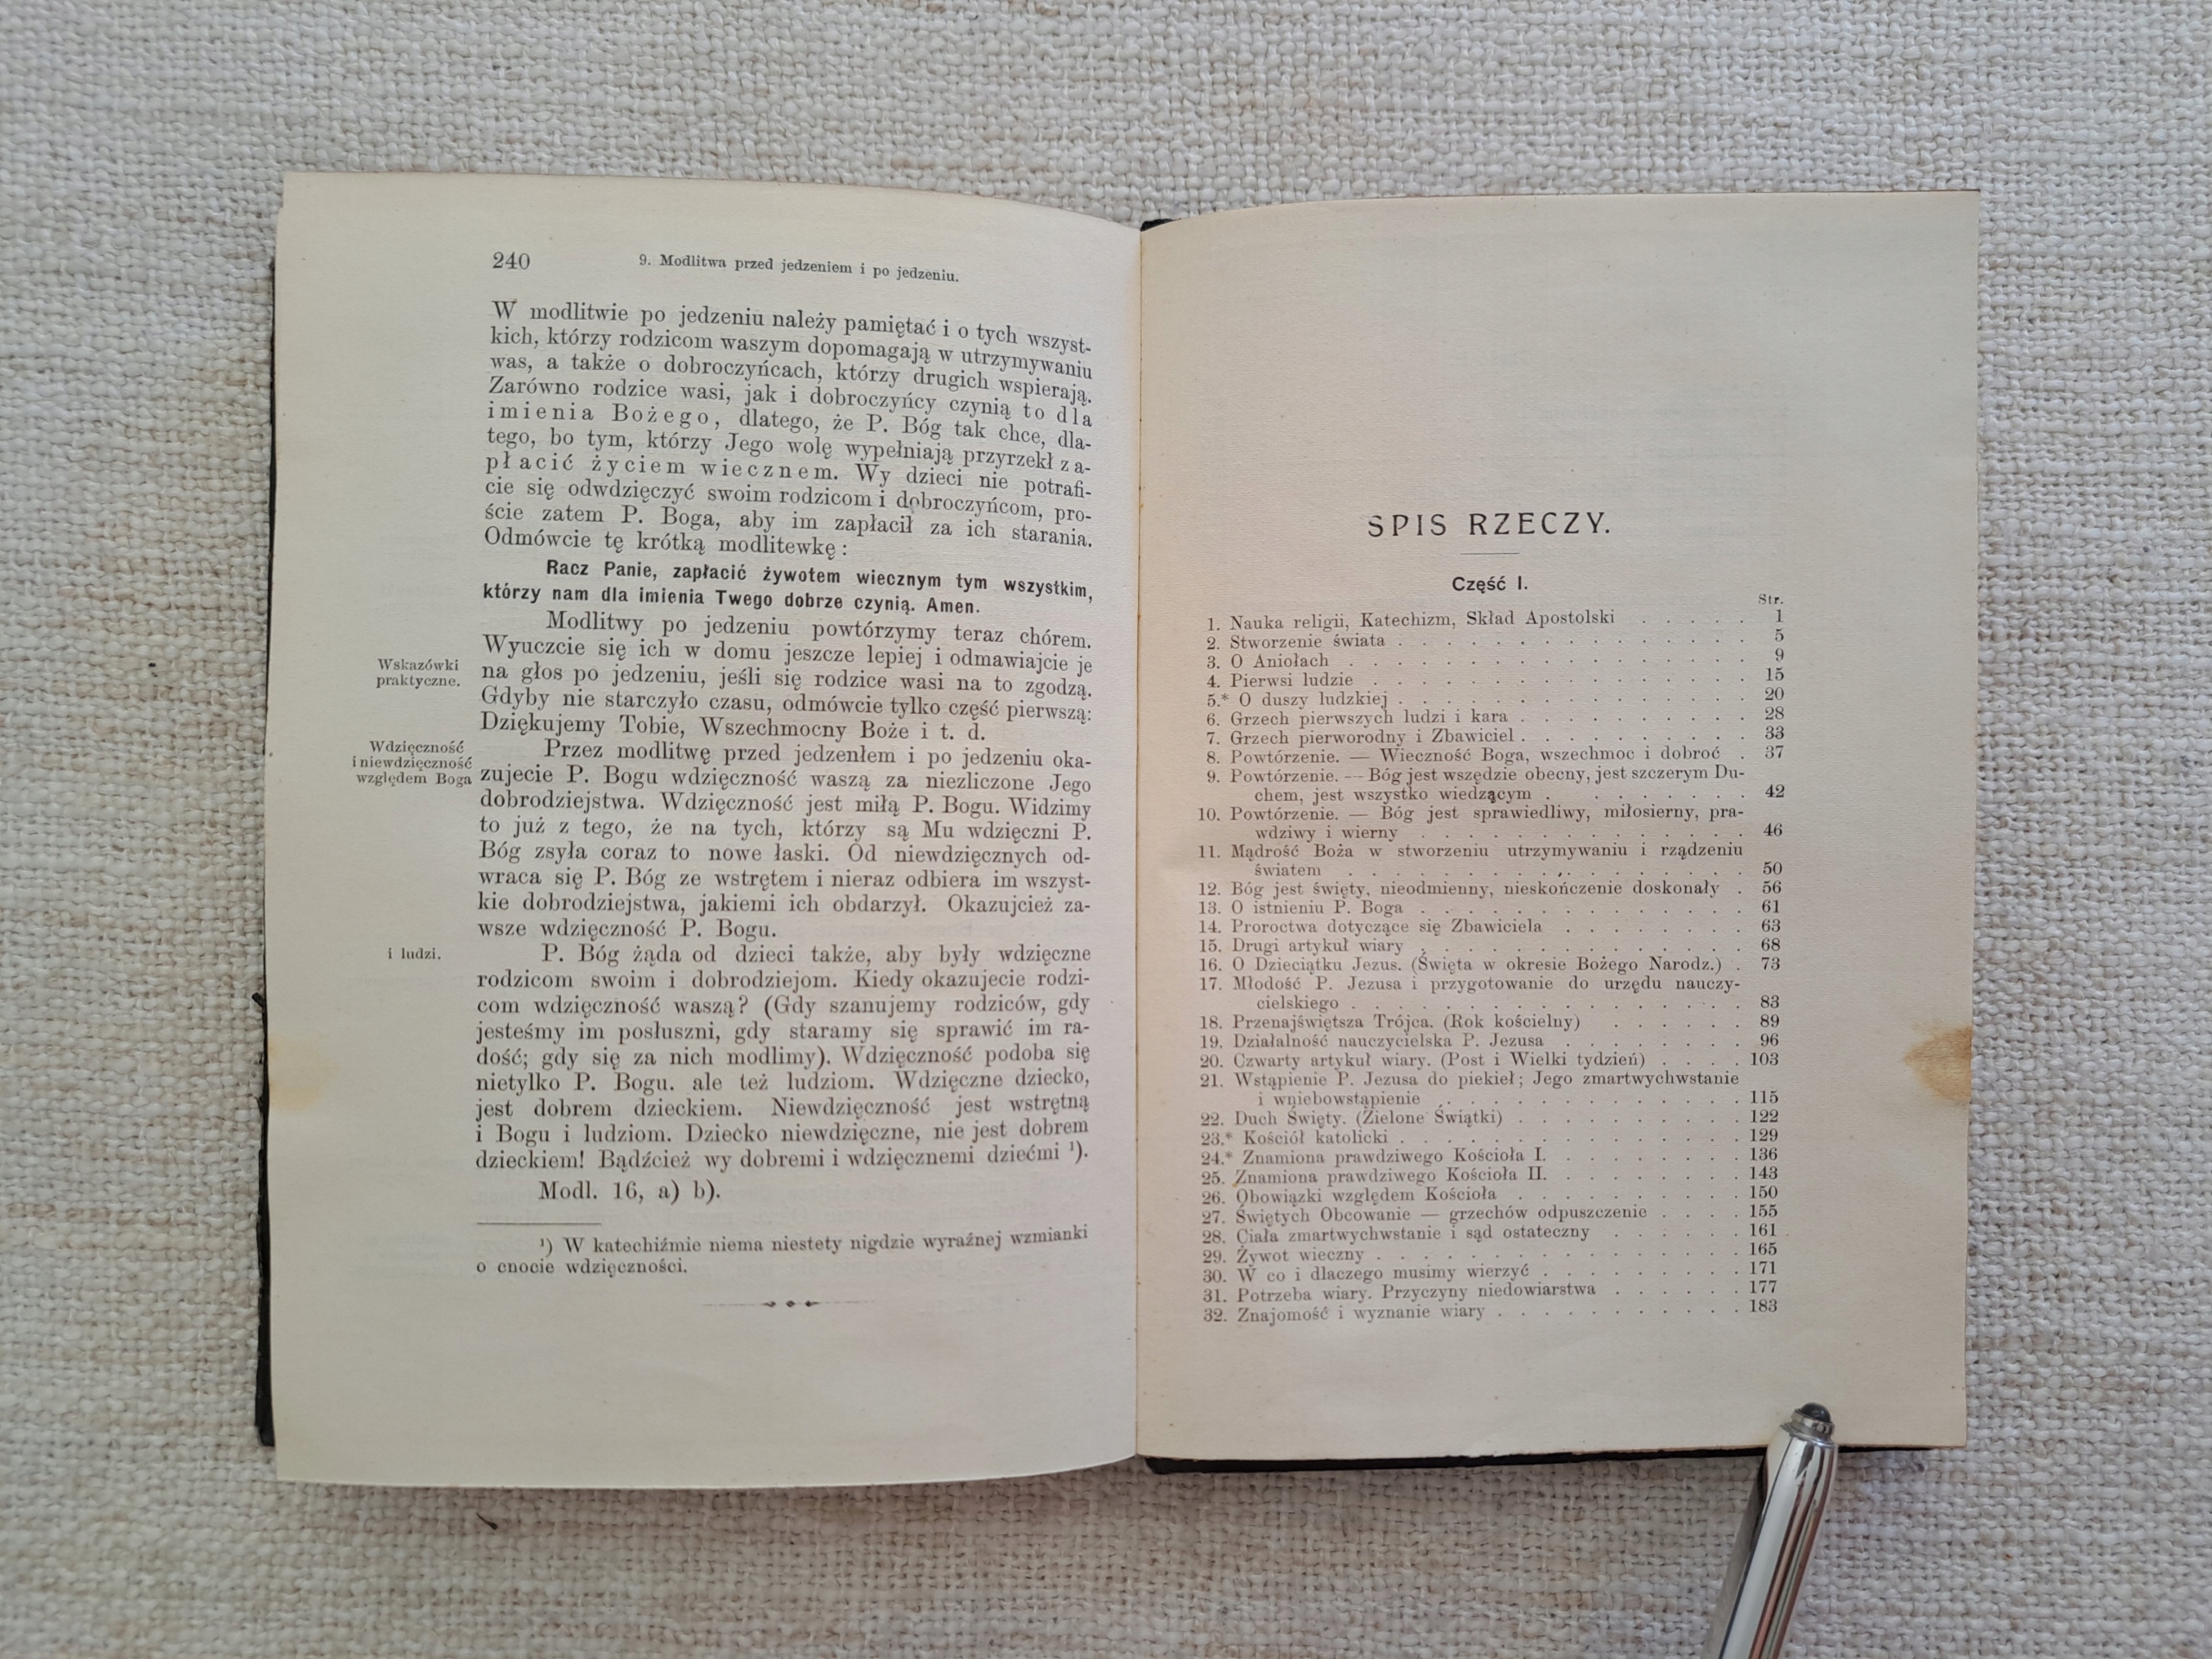 240
9. Modlitwa przed jedzeniem i po jedzeniu.
W modlitwie po jedzeniu należy pamiętać i o tych wszyst-
kich, którzy rodzicom waszym dopomagają w utrzymywaniu
was, a także o dobroczyńcach, którzy drugich wspierają.
Zarówno rodzice wasi, jak i dobroczyńcy czynią to dla
imienia Bożego, dlatego, że P. Bóg tak chce, dla-
tego, bo tym, którzy Jego wolę wypełniają przyrzekł za-
płacić życiem wiecznem. Wy dzieci nie potrafi-
cie się odwdzięczyć swoim rodzicom i dobroczyńcom, pro-
ście zatem P. Boga, aby im zapłacił za ich starania.
Odmówcie tę krótką modlitewkę:
Racz Panie, zapłacić żywotem wiecznym tym wszystkim,
którzy nam dla imienia Twego dobrze czynią. Amen.
Modlitwy po jedzeniu powtórzymy teraz chórem.
Wyuczcie się ich w domu jeszcze lepiej i odmawiajcie je
Wskazówki
praktyczne.
na głos po jedzeniu, jeśli się rodzice wasi na to zgodzą.
Gdyby nie starczyło czasu, odmówcie tylko część pierwszą:
Dziękujemy Tobie, Wszechmocny Boże i t. d.
Wdzięczność
i niewdzięczność
względem Boga
Przez modlitwę przed jedzenłem i po jedzeniu oka-
zujecie P. Bogu wdzięczność waszą za niezliczone Jego
dobrodziejstwa. Wdzięczność jest miłą P. Bogu. Widzimy
to już z tego, że na tych, którzy są Mu wdzięczni P.
Bóg zsyła coraz to nowe łaski. Od niewdzięcznych od-
wraca się P. Bóg ze wstrętem i nieraz odbiera im wszyst-
kie dobrodziejstwa, jakiemi ich obdarzył. Okazujcież za-
wsze wdzięczność P. Bogu.
i ludzi.
P. Bóg żąda od dzieci także, aby były wdzięczne
rodzicom swoim i dobrodziejom. Kiedy okazujecie rodzi-
com wdzięczność waszą? (Gdy szanujemy rodziców, gdy
jesteśmy im posłuszni, gdy staramy się sprawić im ra-
dość; gdy się za nich modlimy). Wdzięczność podoba się
nietylko P. Bogu. ale też ludziom. Wdzięczne dziecko,
jest dobrem dzieckiem. Niewdzięczność jest wstrętną
i Bogu i ludziom. Dziecko niewdzięczne, nie jest dobrem
dzieckiem! Bądźcież wy dobremi i wdzięcznemi dziećmi ¹).
Modl. 16, a) b).
¹) W katechiźmie niema niestety nigdzie wyraźnej wzmianki
o cnocie wdzięczności.
SPIS RZECZY.
Część I.
Str.
1. Nauka religii, Katechizm, Skład Apostolski . . . . . 1
2. Stworzenie świata . . . . . . . . . . . . . . . 5
3. O Aniołach . . . . . . . . . . . . . . . . . 9
4. Pierwsi ludzie . . . . . . . . . . . . . . . . 15
5.* O duszy ludzkiej . . . . . . . . . . . . . . . 20
6. Grzech pierwszych ludzi i kara . . . . . . . . . . 28
7. Grzech pierworodny i Zbawiciel . . . . . . . . . . 33
8. Powtórzenie. — Wieczność Boga, wszechmoc i dobroć . 37
9. Powtórzenie. — Bóg jest wszędzie obecny, jest szczerym Du-
chem, jest wszystko wiedzącym . . . . . . . . . 42
10. Powtórzenie. — Bóg jest sprawiedliwy, miłosierny, pra-
wdziwy i wierny . . . . . . . . . . . . . . 46
11. Mądrość Boża w stworzeniu utrzymywaniu i rządzeniu
światem . . . . . . . . . . . . . . . . . 50
12. Bóg jest święty, nieodmienny, nieskończenie doskonały . 56
13. O istnieniu P. Boga . . . . . . . . . . . . . . 61
14. Proroctwa dotyczące się Zbawiciela . . . . . . . . 63
15. Drugi artykuł wiary . . . . . . . . . . . . . . 68
16. O Dzieciątku Jezus. (Święta w okresie Bożego Narodz.) . 73
17. Młodość P. Jezusa i przygotowanie do urzędu nauczy-
cielskiego . . . . . . . . . . . . . . . . . 83
18. Przenajświętsza Trójca. (Rok kościelny) . . . . . . 89
19. Działalność nauczycielska P. Jezusa . . . . . . . . 96
20. Czwarty artykuł wiary. (Post i Wielki tydzień) . . . . 103
21. Wstąpienie P. Jezusa do piekieł; Jego zmartwychwstanie
i wniebowstąpienie . . . . . . . . . . . . . 115
22. Duch Święty. (Zielone Świątki) . . . . . . . . . . 122
23.* Kościół katolicki . . . . . . . . . . . . . . . 129
24.* Znamiona prawdziwego Kościoła I. . . . . . . . . 136
25. Znamiona prawdziwego Kościoła II. . . . . . . . . 143
26. Obowiązki względem Kościoła . . . . . . . . . . 150
27. Świętych Obcowanie — grzechów odpuszczenie . . . . 155
28. Ciała zmartwychwstanie i sąd ostateczny . . . . . . 161
29. Żywot wieczny . . . . . . . . . . . . . . . . 165
30. W co i dlaczego musimy wierzyć . . . . . . . . . 171
31. Potrzeba wiary. Przyczyny niedowiarstwa . . . . . . 177
32. Znajomość i wyznanie wiary . . . . . . . . . . . 183